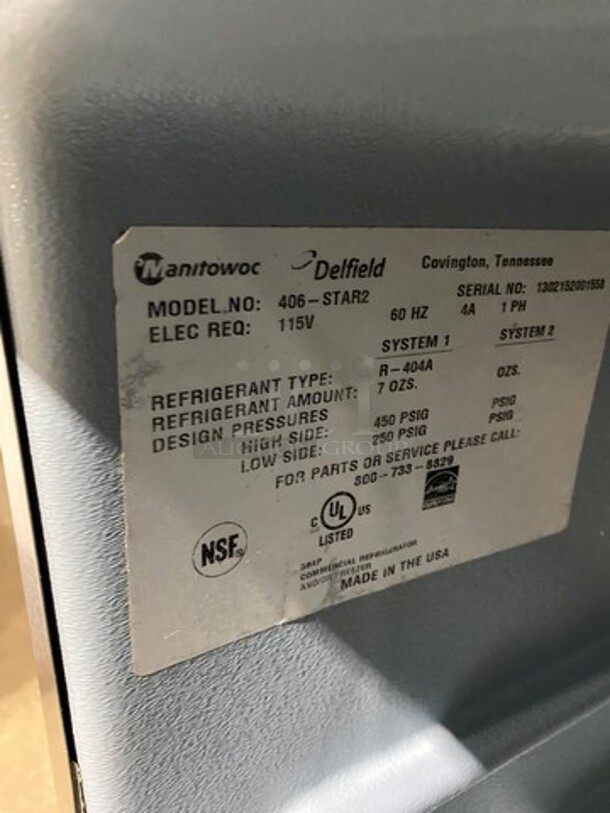 Manitowoc Delfield Covington, Tennessee
MODEL NO: 406-STAR2 SERIAL NO: 1302152001558
ELEC REQ: 115V 60 HZ 4A 1 PH
SYSTEM 1 SYSTEM 2
REFRIGERANT TYPE: R-404A
REFRIGERANT AMOUNT: 7 OZS. OZS.
DESIGN PRESSURES
HIGH SIDE: 450 PSIG PSIG
LOW SIDE: 250 PSIG PSIG
FOR PARTS OR SERVICE PLEASE CALL:
800-733-8829
NSF®
C UL US
LISTED
COMMERCIAL REFRIGERATOR
AND/OR FREEZER
MADE IN THE USA